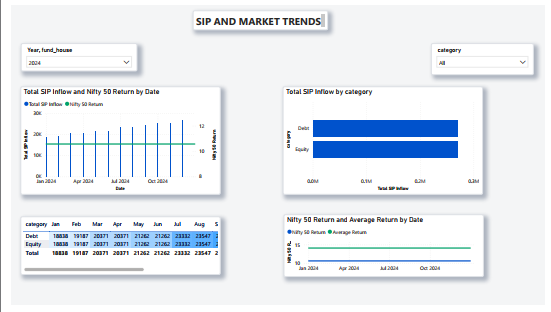 SIP AND MARKET TRENDS
Year, fund_house
2024
category
All
Total SIP Inflow and Nifty 50 Return by Date
Total SIP Inflow Nifty 50 Return
30K
20K
10K
0K
Total SIP Inflow
12
10
8
Nifty 50 Return
Jan 2024 Apr 2024 Jul 2024 Oct 2024
Date
Total SIP Inflow by category
category
Debt
Equity
0.0M 0.1M 0.2M 0.3M
Total SIP Inflow
category Jan Feb Mar Apr May Jun Jul Aug S
Debt 18838 19187 20371 20371 21262 21262 23332 23547 2
Equity 18838 19187 20371 20371 21262 21262 23332 23547 2
Total 18838 19187 20371 20371 21262 21262 23332 23547 2
Nifty 50 Return and Average Return by Date
Nifty 50 Return Average Return
15
10
Nifty 50 R...
Jan 2024 Apr 2024 Jul 2024 Oct 2024